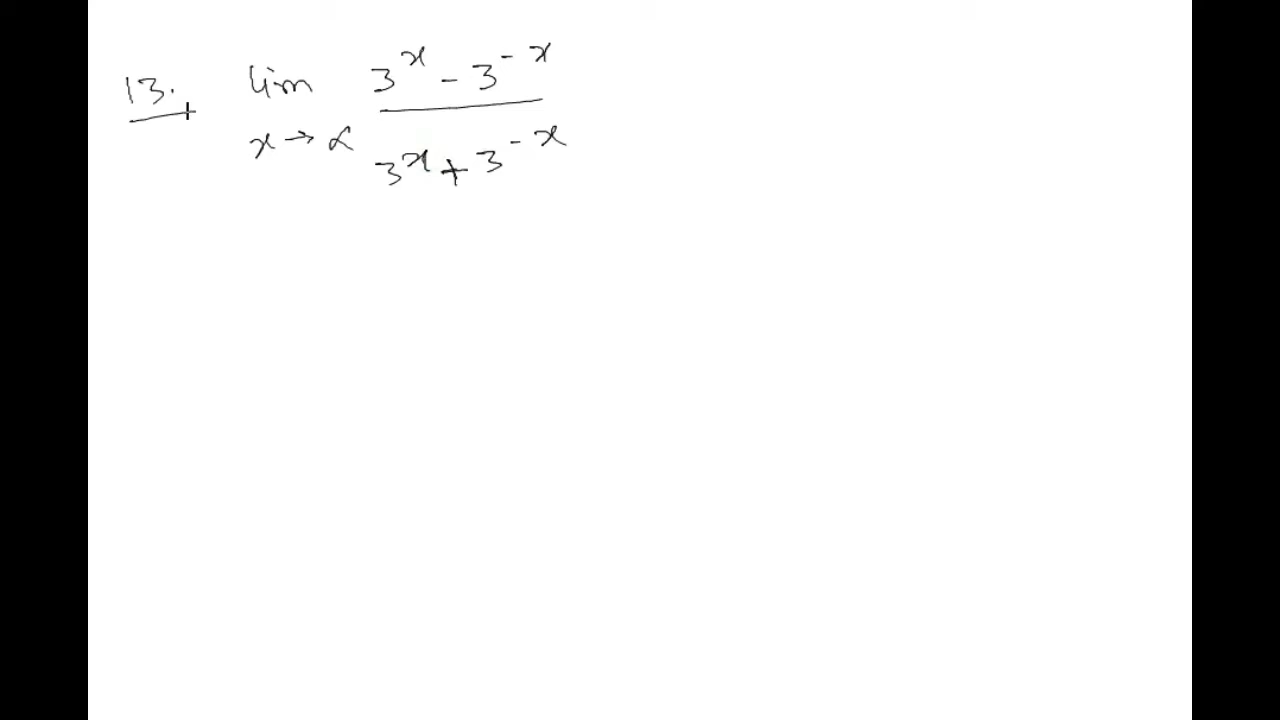 13. lim 3^x - 3^-x
x → ∝ 3^x + 3^-x